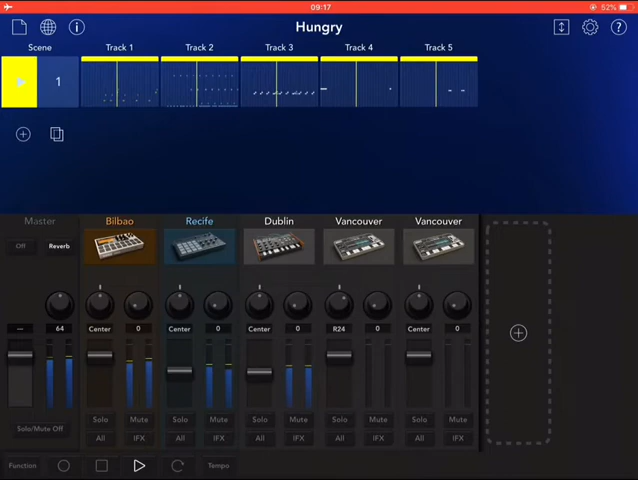 09:17
52%
Hungry
Scene Track 1 Track 2 Track 3 Track 4 Track 5
1
Master Bilbao Recife Dublin Vancouver Vancouver
Off Reverb
--- 64 Center 0 Center 0 Center 0 R24 0 Center 0
Solo Mute Solo Mute Solo Mute Solo Mute Solo Mute
Solo/Mute Off
All IFX All IFX All IFX All IFX All IFX
Function Tempo